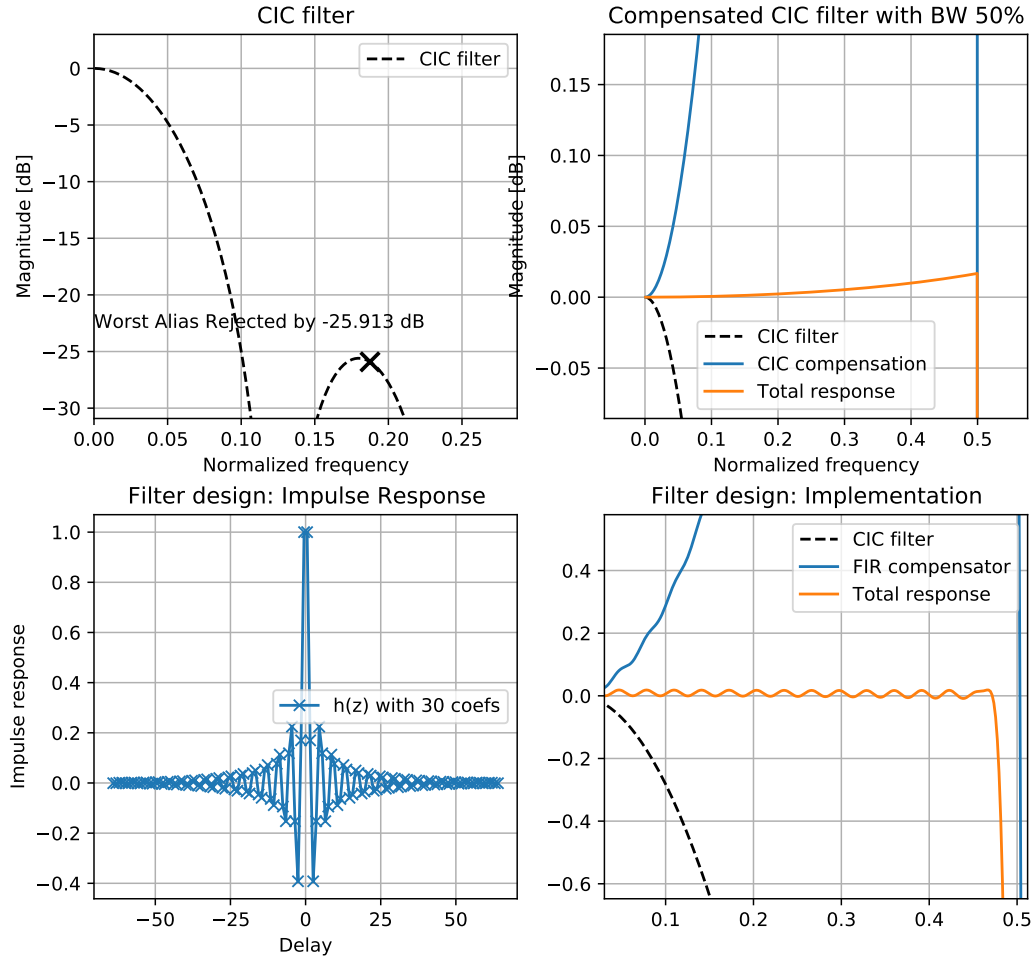 CIC filter
CIC filter
Magnitude [dB]
0
−5
−10
−15
−20
−25
−30
Worst Alias Rejected by -25.913 dB
0.00
0.05
0.10
0.15
0.20
0.25
Normalized frequency
Compensated CIC filter with BW 50%
Magnitude [dB]
0.15
0.10
0.05
0.00
−0.05
CIC filter
CIC compensation
Total response
0.0
0.1
0.2
0.3
0.4
0.5
Normalized frequency
Filter design: Impulse Response
Impulse response
1.0
0.8
0.6
0.4
0.2
0.0
−0.2
−0.4
h(z) with 30 coefs
−50
−25
0
25
50
Delay
Filter design: Implementation
CIC filter
FIR compensator
Total response
0.4
0.2
0.0
−0.2
−0.4
−0.6
0.1
0.2
0.3
0.4
0.5